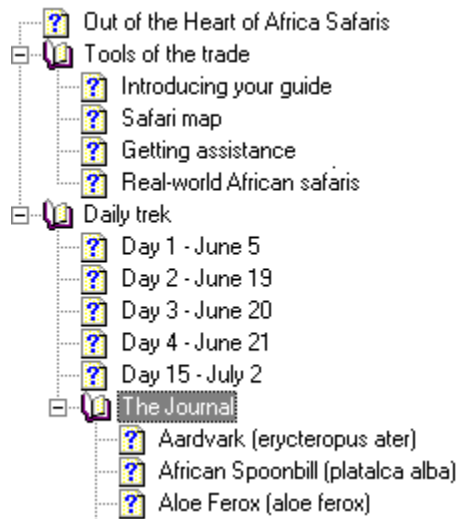 Out of the Heart of Africa Safaris
Tools of the trade
Introducing your guide
Safari map
Getting assistance
Real-world African safaris
Daily trek
Day 1 - June 5
Day 2 - June 19
Day 3 - June 20
Day 4 - June 21
Day 15 - July 2
The Journal
Aardvark (erycteropus ater)
African Spoonbill (platalca alba)
Aloe Ferox (aloe ferox)